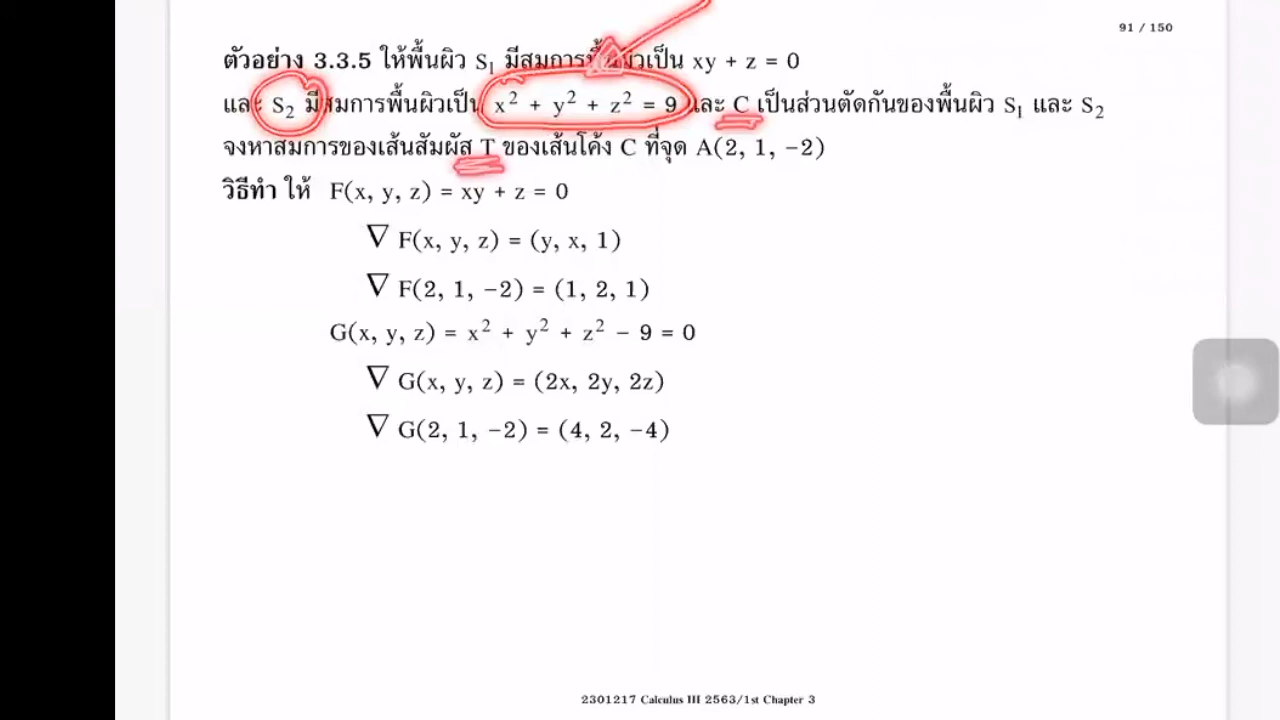 91 / 150
ตัวอย่าง 3.3.5 ให้พื้นผิว S₁ มีสมการพื้นผิวเป็น xy + z = 0
และ S₂ มีสมการพื้นผิวเป็น x² + y² + z² = 9 และ C เป็นส่วนตัดกันของพื้นผิว S₁ และ S₂
จงหาสมการของเส้นสัมผัส T ของเส้นโค้ง C ที่จุด A(2, 1, −2)
วิธีทำ ให้ F(x, y, z) = xy + z = 0
∇ F(x, y, z) = (y, x, 1)
∇ F(2, 1, −2) = (1, 2, 1)
G(x, y, z) = x² + y² + z² − 9 = 0
∇ G(x, y, z) = (2x, 2y, 2z)
∇ G(2, 1, −2) = (4, 2, −4)
2301217 Calculus III 2563/1st Chapter 3